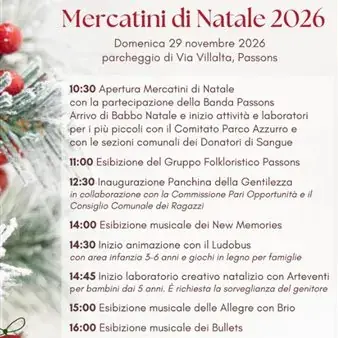 Mercatini di Natale 2026
Domenica 29 novembre 2026
parcheggio di Via Villalta, Passons
10:30 Apertura Mercatini di Natale
con la partecipazione della Banda Passons
Arrivo di Babbo Natale e inizio attività e laboratori
per i più piccoli con il Comitato Parco Azzurro e
con le sezioni comunali dei Donatori di Sangue
11:00 Esibizione del Gruppo Folkloristico Passons
12:30 Inaugurazione Panchina della Gentilezza
in collaborazione con la Commissione Pari Opportunità e il
Consiglio Comunale dei Ragazzi
14:00 Esibizione musicale dei New Memories
14:30 Inizio animazione con il Ludobus
con area infanzia 3-6 anni e giochi in legno per famiglie
14:45 Inizio laboratorio creativo natalizio con Arteventi
per bambini dai 5 anni. È richiesta la sorveglianza del genitore
15:00 Esibizione musicale delle Allegre con Brio
16:00 Esibizione musicale dei Bullets